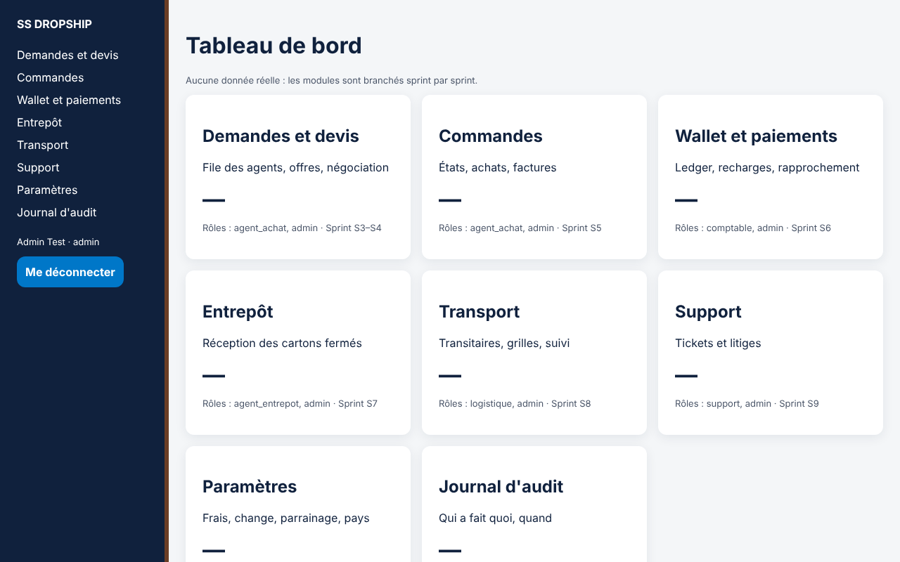 SS DROPSHIP
Demandes et devis
Commandes
Wallet et paiements
Entrepôt
Transport
Support
Paramètres
Journal d'audit
Admin Test · admin
Me déconnecter
Tableau de bord
Aucune donnée réelle : les modules sont branchés sprint par sprint.
Demandes et devis
File des agents, offres, négociation
—
Rôles : agent_achat, admin · Sprint S3–S4
Commandes
États, achats, factures
—
Rôles : agent_achat, admin · Sprint S5
Wallet et paiements
Ledger, recharges, rapprochement
—
Rôles : comptable, admin · Sprint S6
Entrepôt
Réception des cartons fermés
—
Rôles : agent_entrepot, admin · Sprint S7
Transport
Transitaires, grilles, suivi
—
Rôles : logistique, admin · Sprint S8
Support
Tickets et litiges
—
Rôles : support, admin · Sprint S9
Paramètres
Frais, change, parrainage, pays
—
Journal d'audit
Qui a fait quoi, quand
—